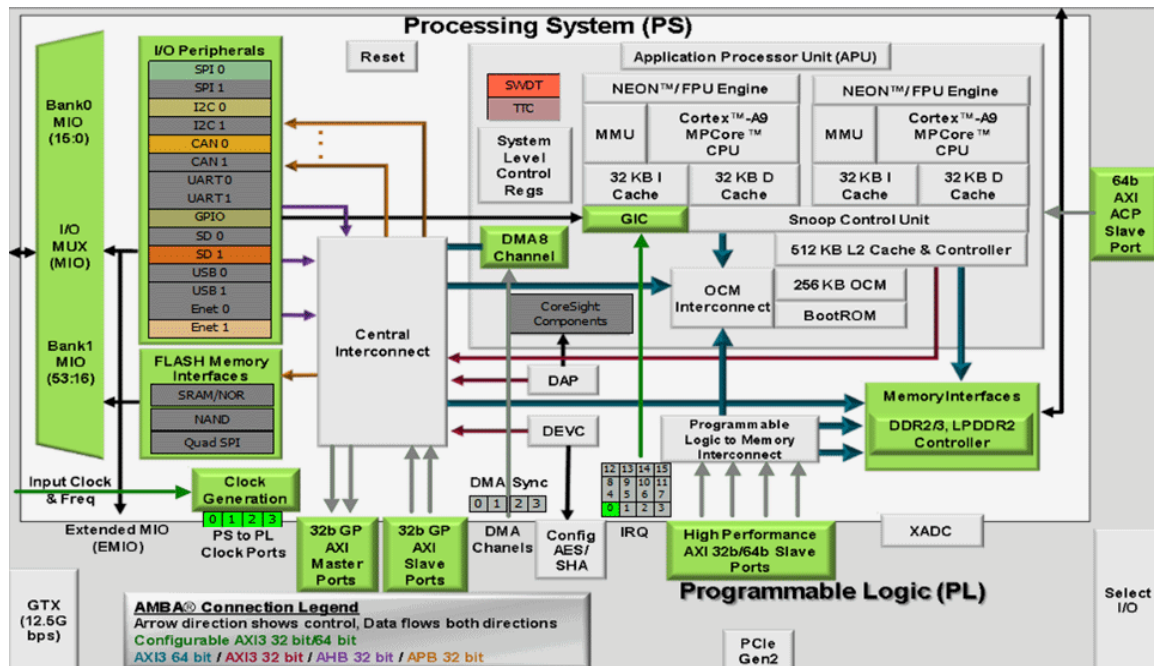 Processing System (PS)
I/O Peripherals
SPI 0
SPI 1
I2C 0
I2C 1
CAN 0
CAN 1
UART 0
UART 1
GPIO
SD 0
SD 1
USB 0
USB 1
Enet 0
Enet 1
FLASH Memory
Interfaces
SRAM/NOR
NAND
Quad SPI
Bank0
MIO
(15:0)
I/O
MUX
(MIO)
Bank1
MIO
(53:16)
Reset
Application Processor Unit (APU)
SWDT
TTC
System
Level
Control
Regs
NEON™/ FPU Engine
MMU
Cortex™-A9
MPCore™
CPU
32 KB I
Cache
32 KB D
Cache
NEON™/ FPU Engine
MMU
Cortex™-A9
MPCore™
CPU
32 KB I
Cache
32 KB D
Cache
GIC
Snoop Control Unit
DMA8
Channel
512 KB L2 Cache & Controller
OCM
Interconnect
256 KB OCM
BootROM
CoreSight
Components
Central
Interconnect
DAP
DEVC
Programmable
Logic to Memory
Interconnect
Memory Interfaces
DDR2/3, LPDDR2
Controller
64b
AXI
ACP
Slave
Port
Input Clock
& Freq
Clock
Generation
0 1 2 3
PS to PL
Clock Ports
Extended MIO
(EMIO)
32b GP
AXI
Master
Ports
32b GP
AXI
Slave
Ports
DMA Sync
0 1 2 3
DMA
Channels
Config
AES/
SHA
12 13 14 15
8 9 10 11
4 5 6 7
0 1 2 3
IRQ
High Performance
AXI 32b/64b Slave
Ports
XADC
Programmable Logic (PL)
GTX
(12.5G
bps)
AMBA® Connection Legend
Arrow direction shows control, Data flows both directions
Configurable AXI3 32 bit/64 bit
AXI3 64 bit / AXI3 32 bit / AHB 32 bit / APB 32 bit
PCIe
Gen2
Select
I/O